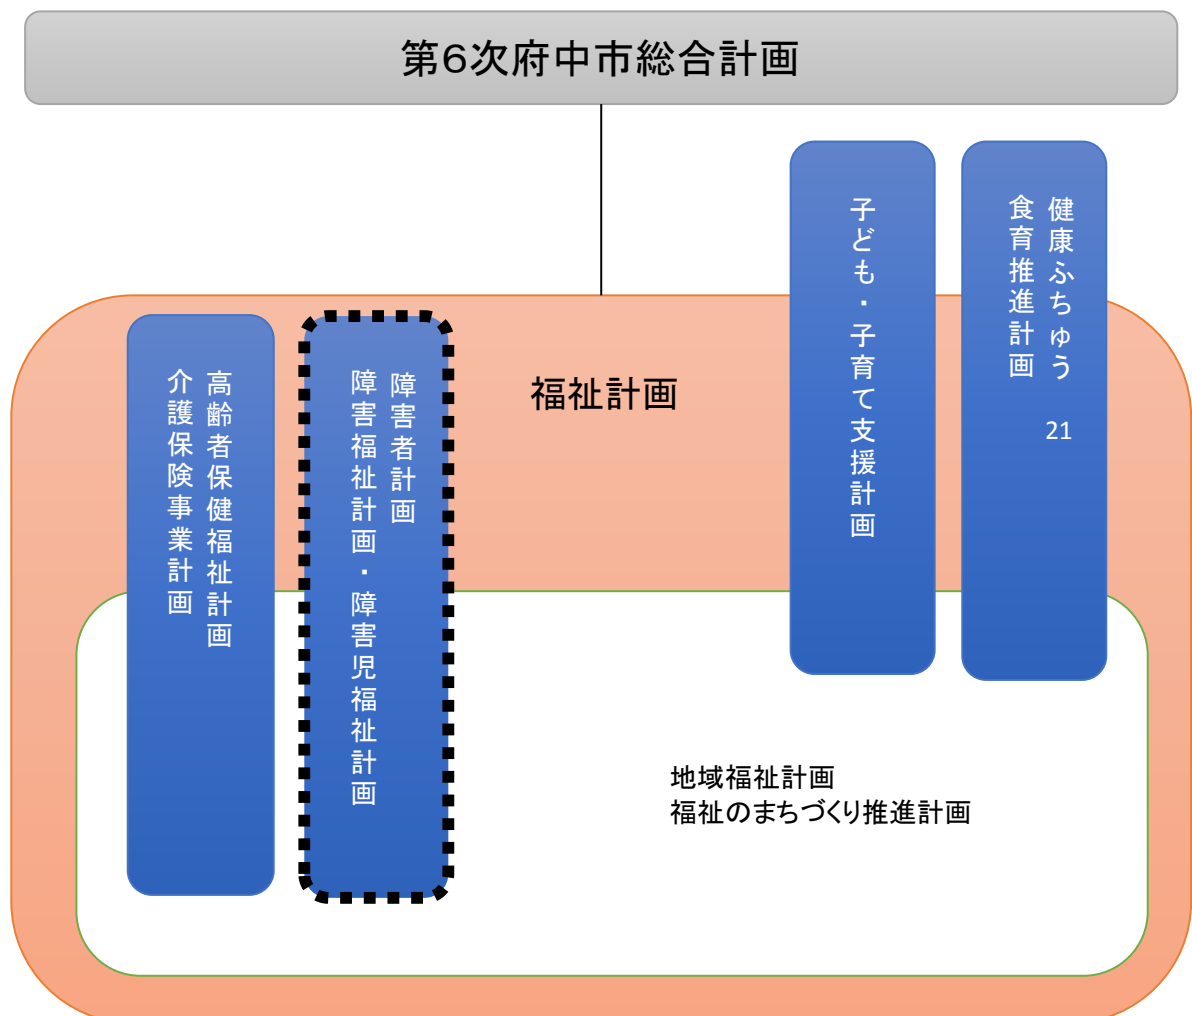 第6次府中市総合計画
福祉計画
高齢者保健福祉計画
介護保険事業計画
障害者計画
障害福祉計画・障害児福祉計画
子ども・子育て支援計画
健康ふちゅう 21
食育推進計画
地域福祉計画
福祉のまちづくり推進計画